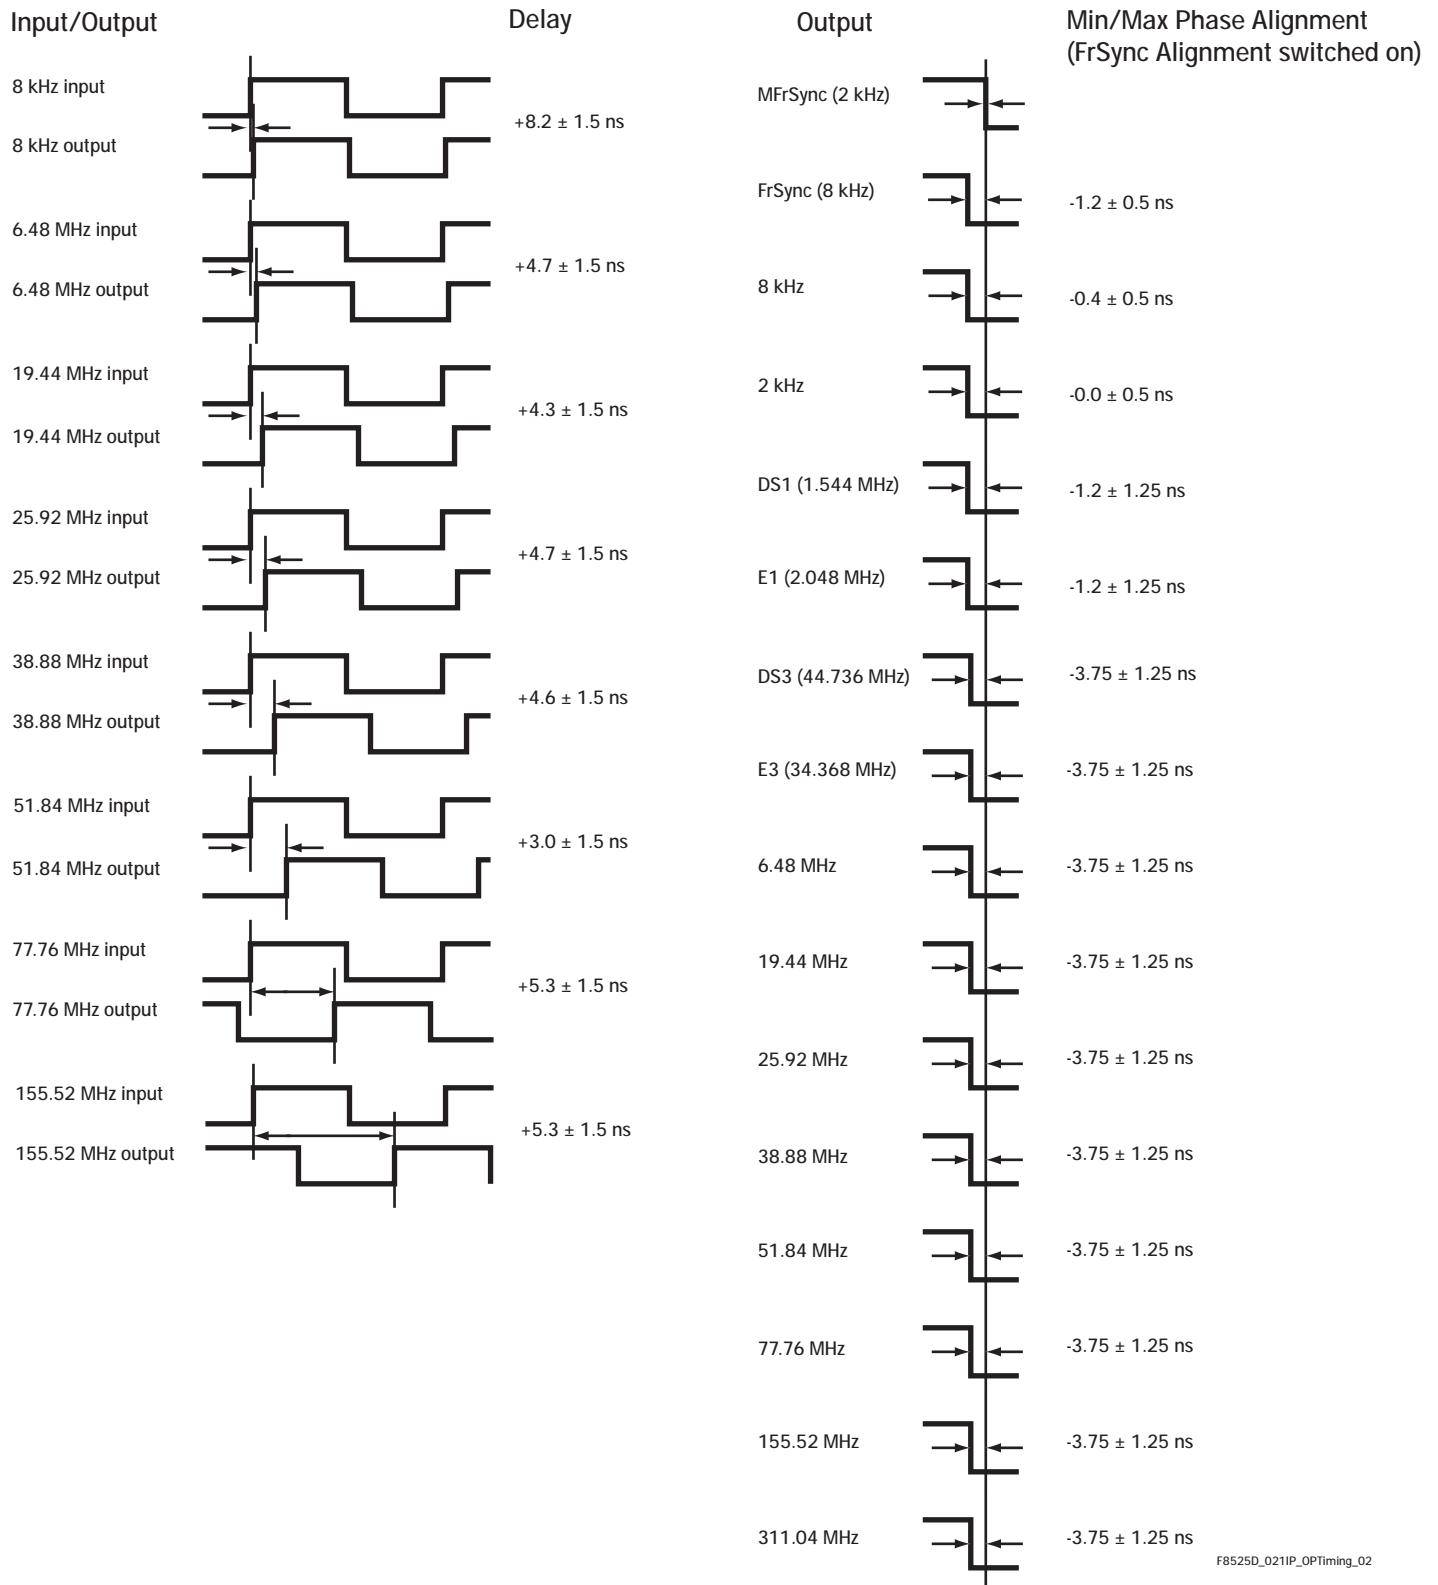 Input/Output
Delay
8 kHz input
8 kHz output
+8.2 ± 1.5 ns
6.48 MHz input
6.48 MHz output
+4.7 ± 1.5 ns
19.44 MHz input
19.44 MHz output
+4.3 ± 1.5 ns
25.92 MHz input
25.92 MHz output
+4.7 ± 1.5 ns
38.88 MHz input
38.88 MHz output
+4.6 ± 1.5 ns
51.84 MHz input
51.84 MHz output
+3.0 ± 1.5 ns
77.76 MHz input
77.76 MHz output
+5.3 ± 1.5 ns
155.52 MHz input
155.52 MHz output
+5.3 ± 1.5 ns
Output
Min/Max Phase Alignment
(FrSync Alignment switched on)
MFrSync (2 kHz)
FrSync (8 kHz)
-1.2 ± 0.5 ns
8 kHz
-0.4 ± 0.5 ns
2 kHz
-0.0 ± 0.5 ns
DS1 (1.544 MHz)
-1.2 ± 1.25 ns
E1 (2.048 MHz)
-1.2 ± 1.25 ns
DS3 (44.736 MHz)
-3.75 ± 1.25 ns
E3 (34.368 MHz)
-3.75 ± 1.25 ns
6.48 MHz
-3.75 ± 1.25 ns
19.44 MHz
-3.75 ± 1.25 ns
25.92 MHz
-3.75 ± 1.25 ns
38.88 MHz
-3.75 ± 1.25 ns
51.84 MHz
-3.75 ± 1.25 ns
77.76 MHz
-3.75 ± 1.25 ns
155.52 MHz
-3.75 ± 1.25 ns
311.04 MHz
-3.75 ± 1.25 ns
F8525D_021IP_OPTiming_02